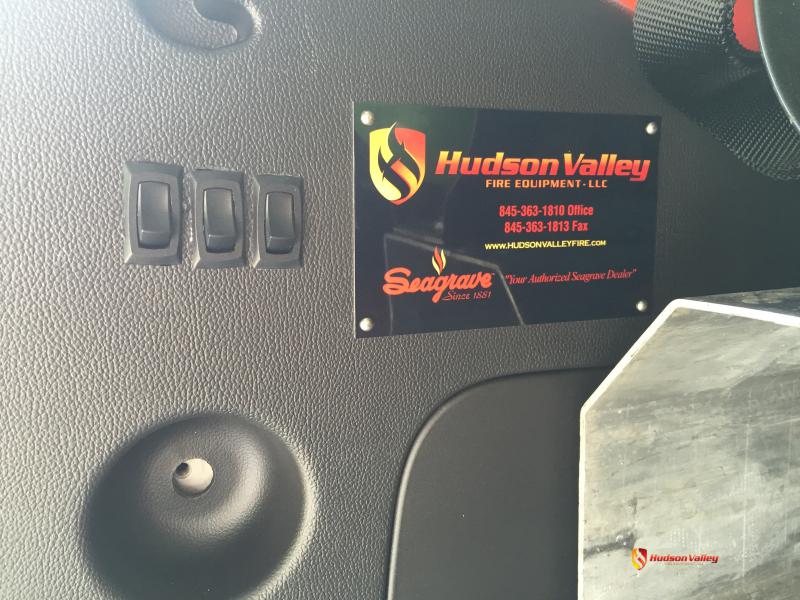 Hudson Valley
FIRE EQUIPMENT - LLC
845-363-1810 Office
845-363-1813 Fax
WWW.HUDSONVALLEYFIRE.COM
Seagrave
Since 1881
"Your Authorized Seagrave Dealer"
Hudson Valley